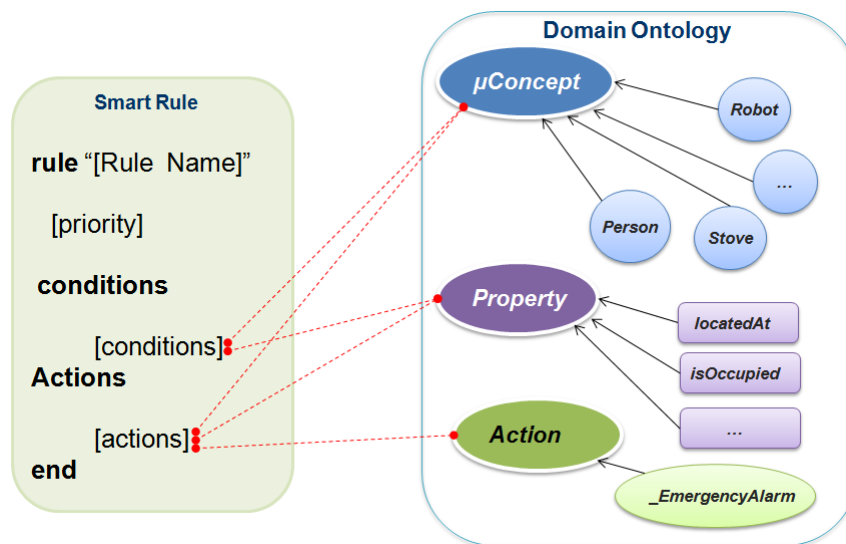 Smart Rule
rule “[Rule Name]”
[priority]
conditions
[conditions]
Actions
[actions]
end
Domain Ontology
µConcept
Robot
...
Person
Stove
Property
locatedAt
isOccupied
...
Action
_EmergencyAlarm